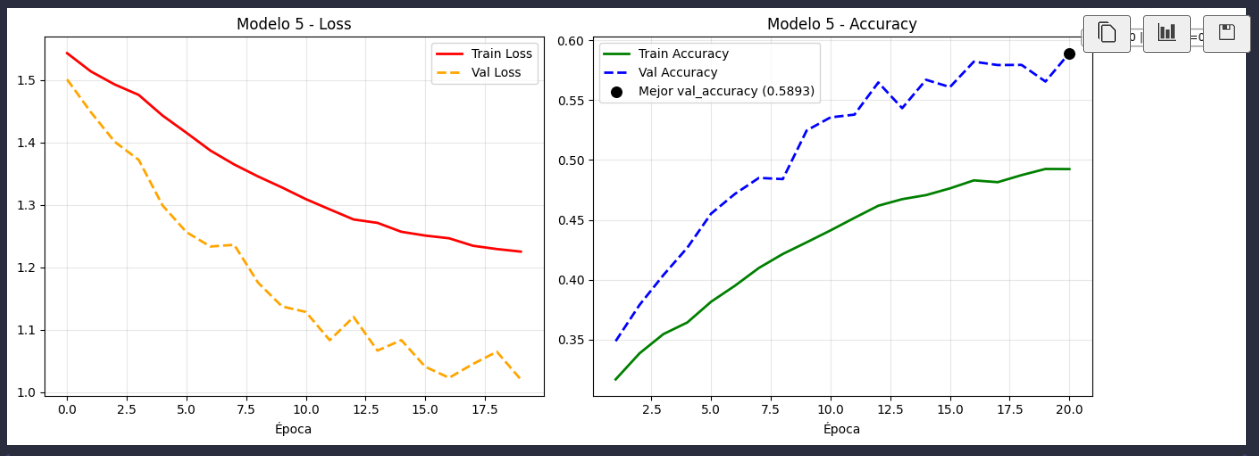 Modelo 5 - Loss
Train Loss
Val Loss
1.5
1.4
1.3
1.2
1.1
1.0
0.0 2.5 5.0 7.5 10.0 12.5 15.0 17.5
Época
Modelo 5 - Accuracy
Train Accuracy
Val Accuracy
Mejor val_accuracy (0.5893)
0.60
0.55
0.50
0.45
0.40
0.35
2.5 5.0 7.5 10.0 12.5 15.0 17.5 20.0
Época